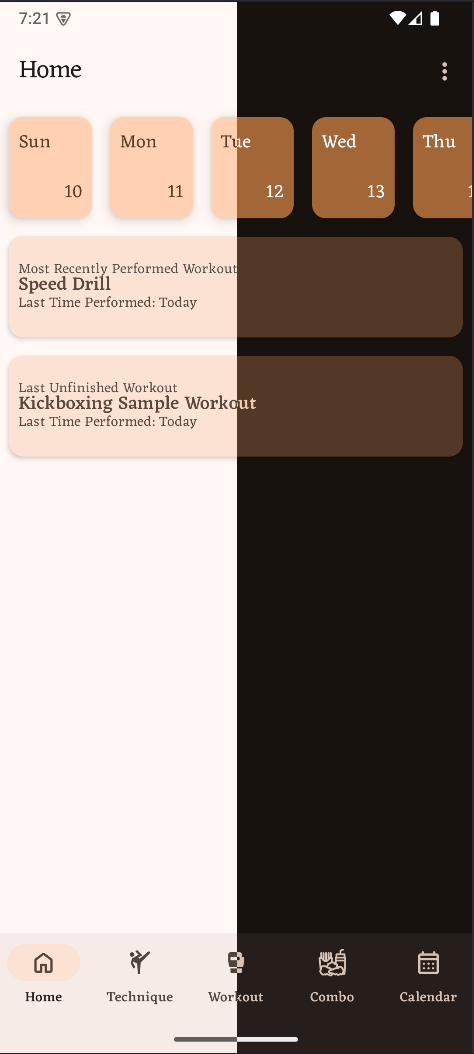 7:21
Home
Sun Mon Tue Wed Thu
10 11 12 13
Most Recently Performed Workout
Speed Drill
Last Time Performed: Today
Last Unfinished Workout
Kickboxing Sample Workout
Last Time Performed: Today
Home Technique Workout Combo Calendar